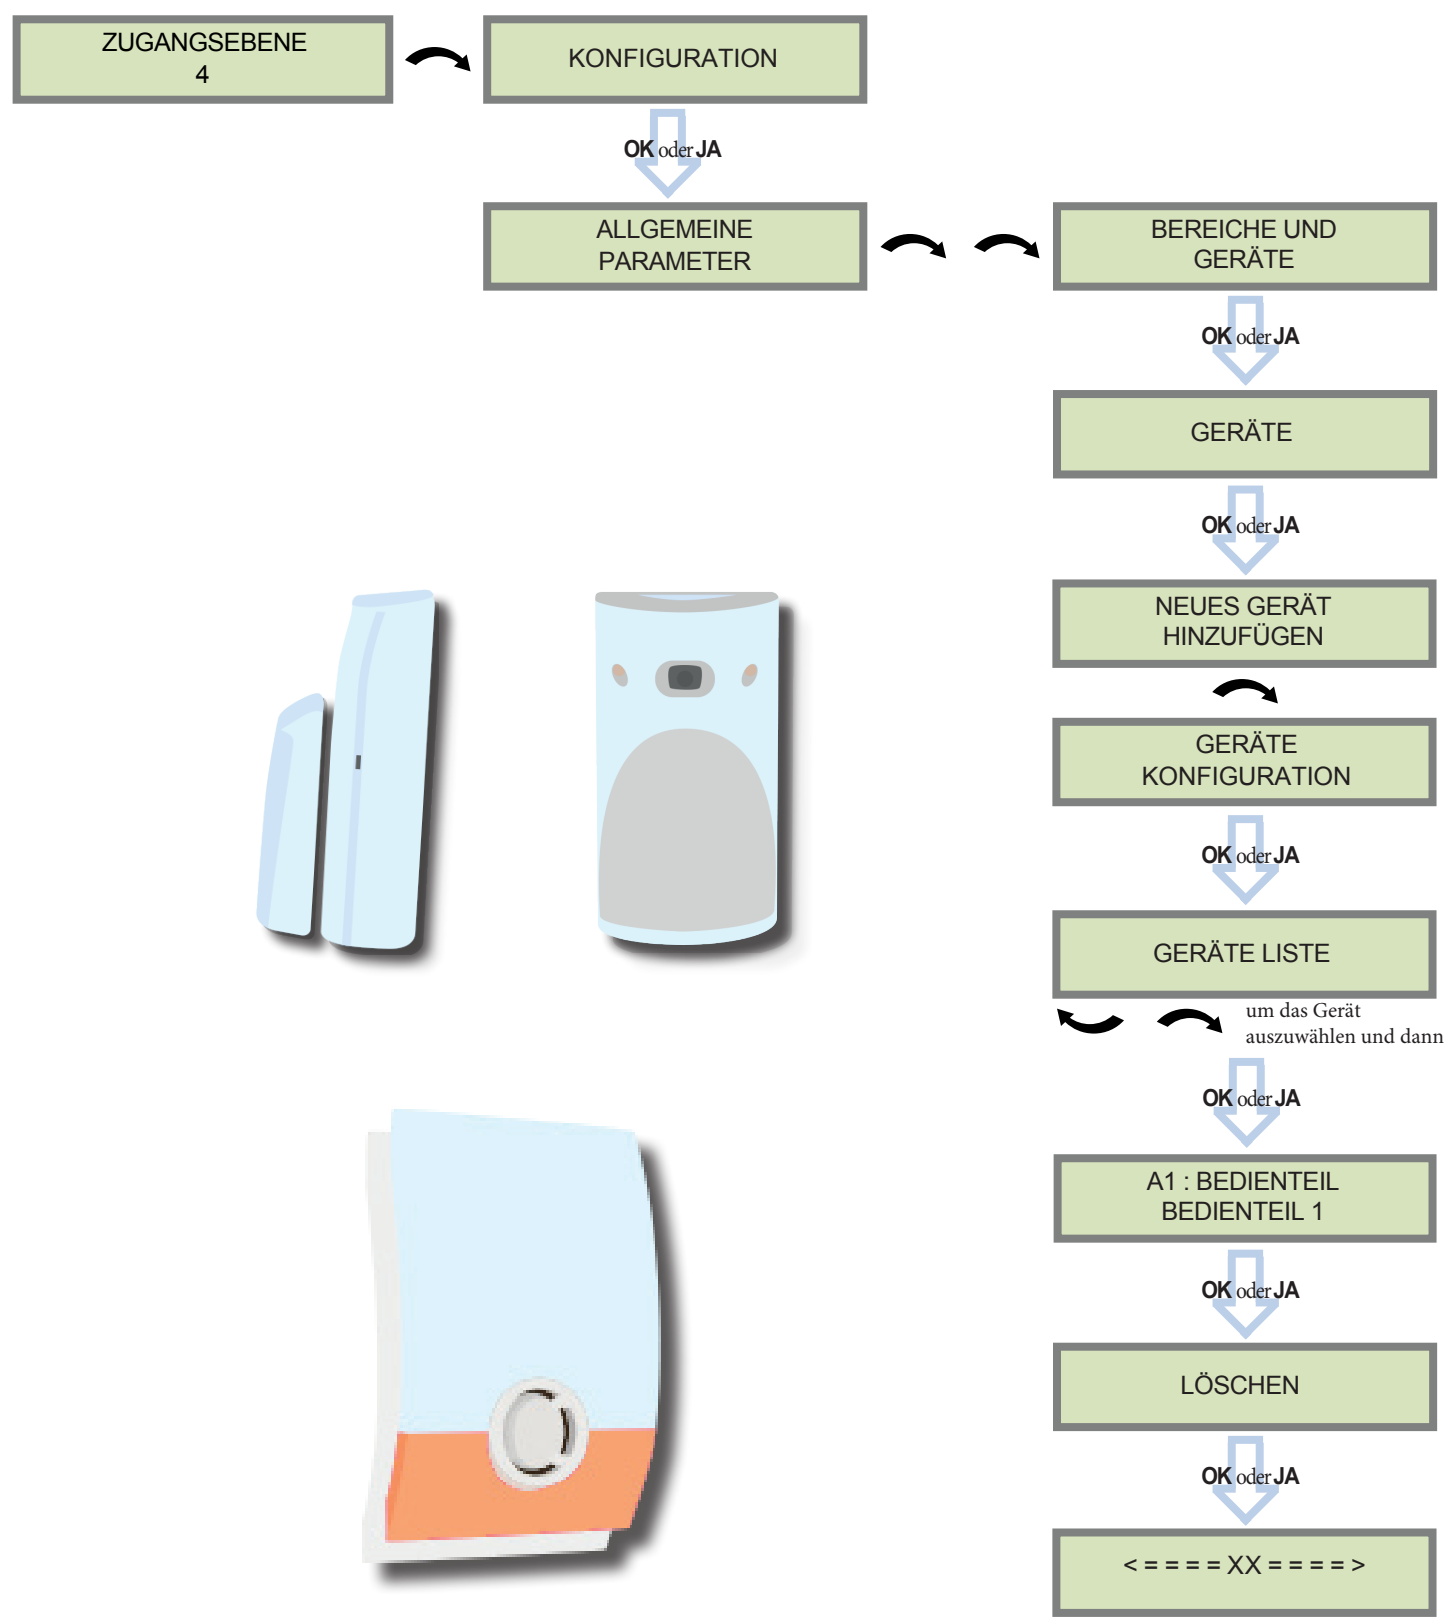 ZUGANGSEBENE
4
KONFIGURATION
OK oder JA
ALLGEMEINE
PARAMETER
BEREICHE UND
GERÄTE
OK oder JA
GERÄTE
OK oder JA
NEUES GERÄT
HINZUFÜGEN
GERÄTE
KONFIGURATION
OK oder JA
GERÄTE LISTE
um das Gerät
auszuwählen und dann
OK oder JA
A1 : BEDIENTEIL
BEDIENTEIL 1
OK oder JA
LÖSCHEN
OK oder JA
< = = = = XX = = = = >